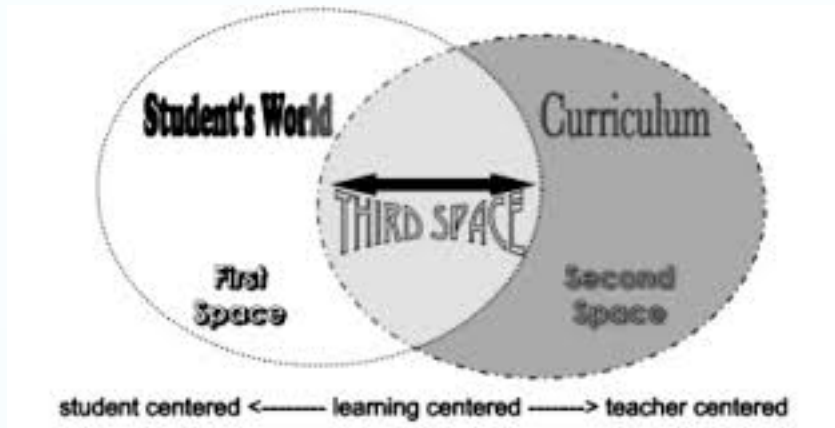 Student's World
Curriculum
THIRD SPACE
First
Space
Second
Space
student centered <-------- learning centered -------> teacher centered